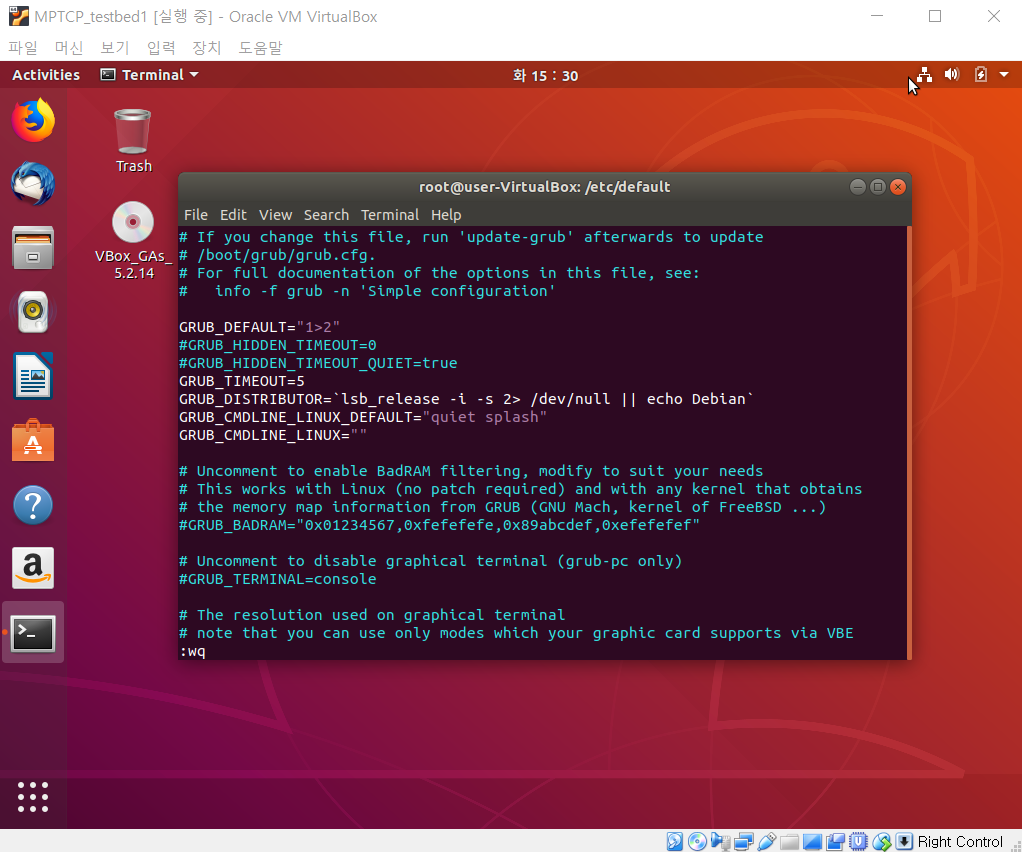 MPTCP_testbed1 [실행 중] - Oracle VM VirtualBox
파일 머신 보기 입력 장치 도움말
Activities Terminal 화 15 : 30
Trash
VBox_GAs_
5.2.14
root@user-VirtualBox: /etc/default
File Edit View Search Terminal Help
# If you change this file, run 'update-grub' afterwards to update
# /boot/grub/grub.cfg.
# For full documentation of the options in this file, see:
#   info -f grub -n 'Simple configuration'
GRUB_DEFAULT="1>2"
#GRUB_HIDDEN_TIMEOUT=0
#GRUB_HIDDEN_TIMEOUT_QUIET=true
GRUB_TIMEOUT=5
GRUB_DISTRIBUTOR=`lsb_release -i -s 2> /dev/null || echo Debian`
GRUB_CMDLINE_LINUX_DEFAULT="quiet splash"
GRUB_CMDLINE_LINUX=""
# Uncomment to enable BadRAM filtering, modify to suit your needs
# This works with Linux (no patch required) and with any kernel that obtains
# the memory map information from GRUB (GNU Mach, kernel of FreeBSD ...)
#GRUB_BADRAM="0x01234567,0xfefefefe,0x89abcdef,0xefefefef"
# Uncomment to disable graphical terminal (grub-pc only)
#GRUB_TERMINAL=console
# The resolution used on graphical terminal
# note that you can use only modes which your graphic card supports via VBE
:wq
Right Control